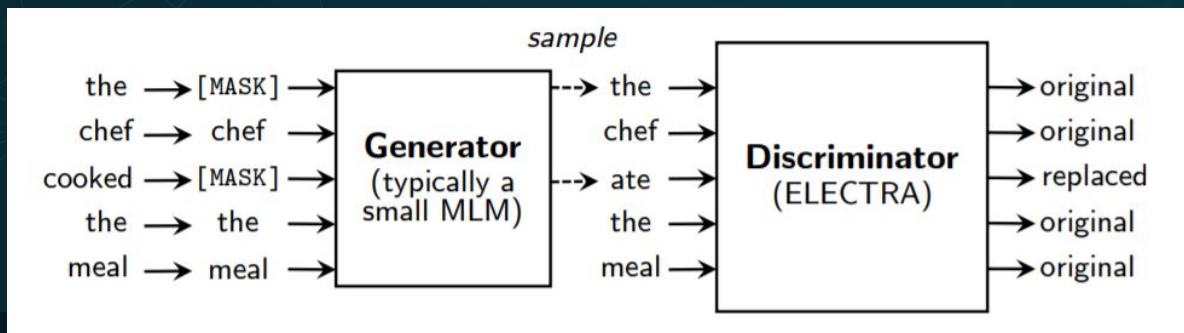 sample
the [MASK] the original
chef chef chef original
Generator
Discriminator
cooked [MASK] (typically a ate (ELECTRA) replaced
small MLM)
the the the original
meal meal meal original